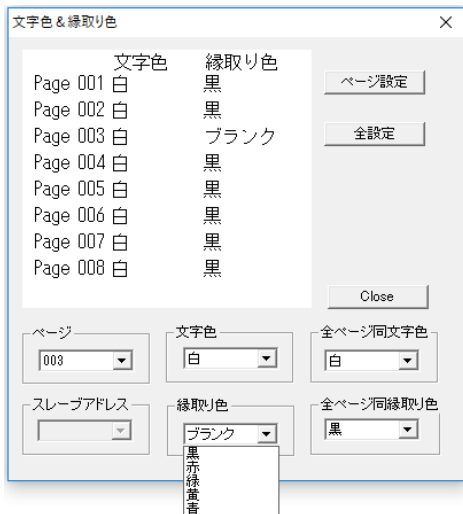 文字色＆縁取り色
文字色 縁取り色
Page 001 白 黒
Page 002 白 黒
Page 003 白 ブランク
Page 004 白 黒
Page 005 白 黒
Page 006 白 黒
Page 007 白 黒
Page 008 白 黒
ページ設定
全設定
Close
ページ
003
文字色
白
全ページ同文字色
白
スレーブアドレス
縁取り色
ブランク
黒
赤
緑
黄
青
全ページ同縁取り色
黒